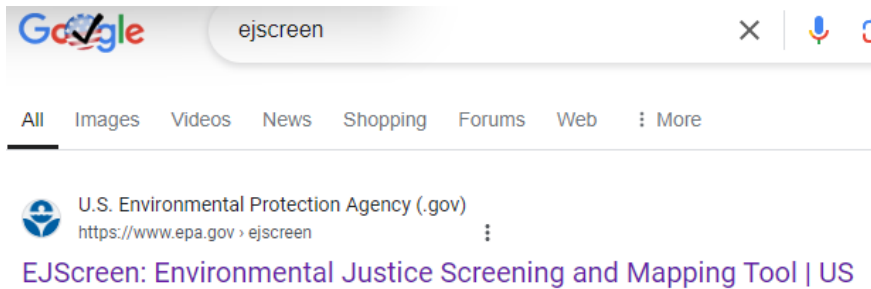 Google
ejscreen
All Images Videos News Shopping Forums Web More
U.S. Environmental Protection Agency (.gov)
https://www.epa.gov › ejscreen
EJScreen: Environmental Justice Screening and Mapping Tool | US